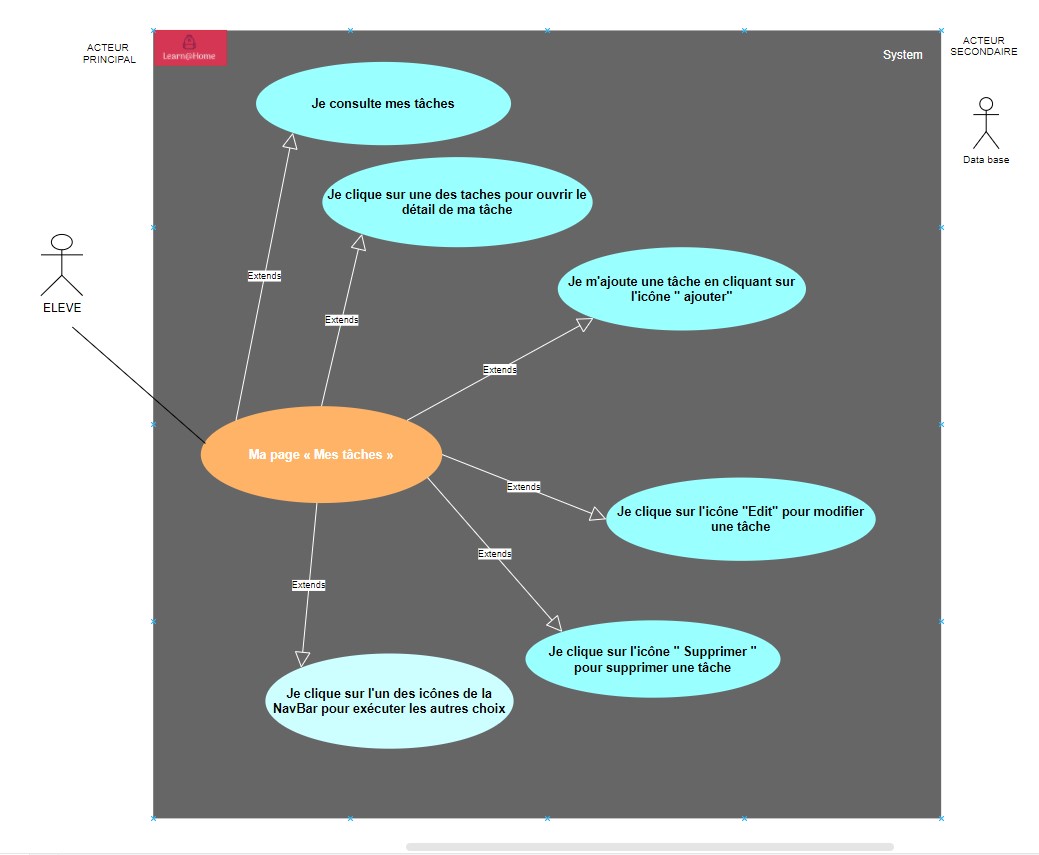 ACTEUR
PRINCIPAL
Learn@Home
System
ACTEUR
SECONDAIRE
Data base
Je consulte mes tâches
Je clique sur une des taches pour ouvrir le
détail de ma tâche
ELEVE
Extends
Je m'ajoute une tâche en cliquant sur
l'icône " ajouter"
Extends
Extends
Ma page « Mes tâches »
Extends
Je clique sur l'icône "Edit" pour modifier
une tâche
Extends
Extends
Je clique sur l'icône " Supprimer "
pour supprimer une tâche
Je clique sur l'un des icônes de la
NavBar pour exécuter les autres choix